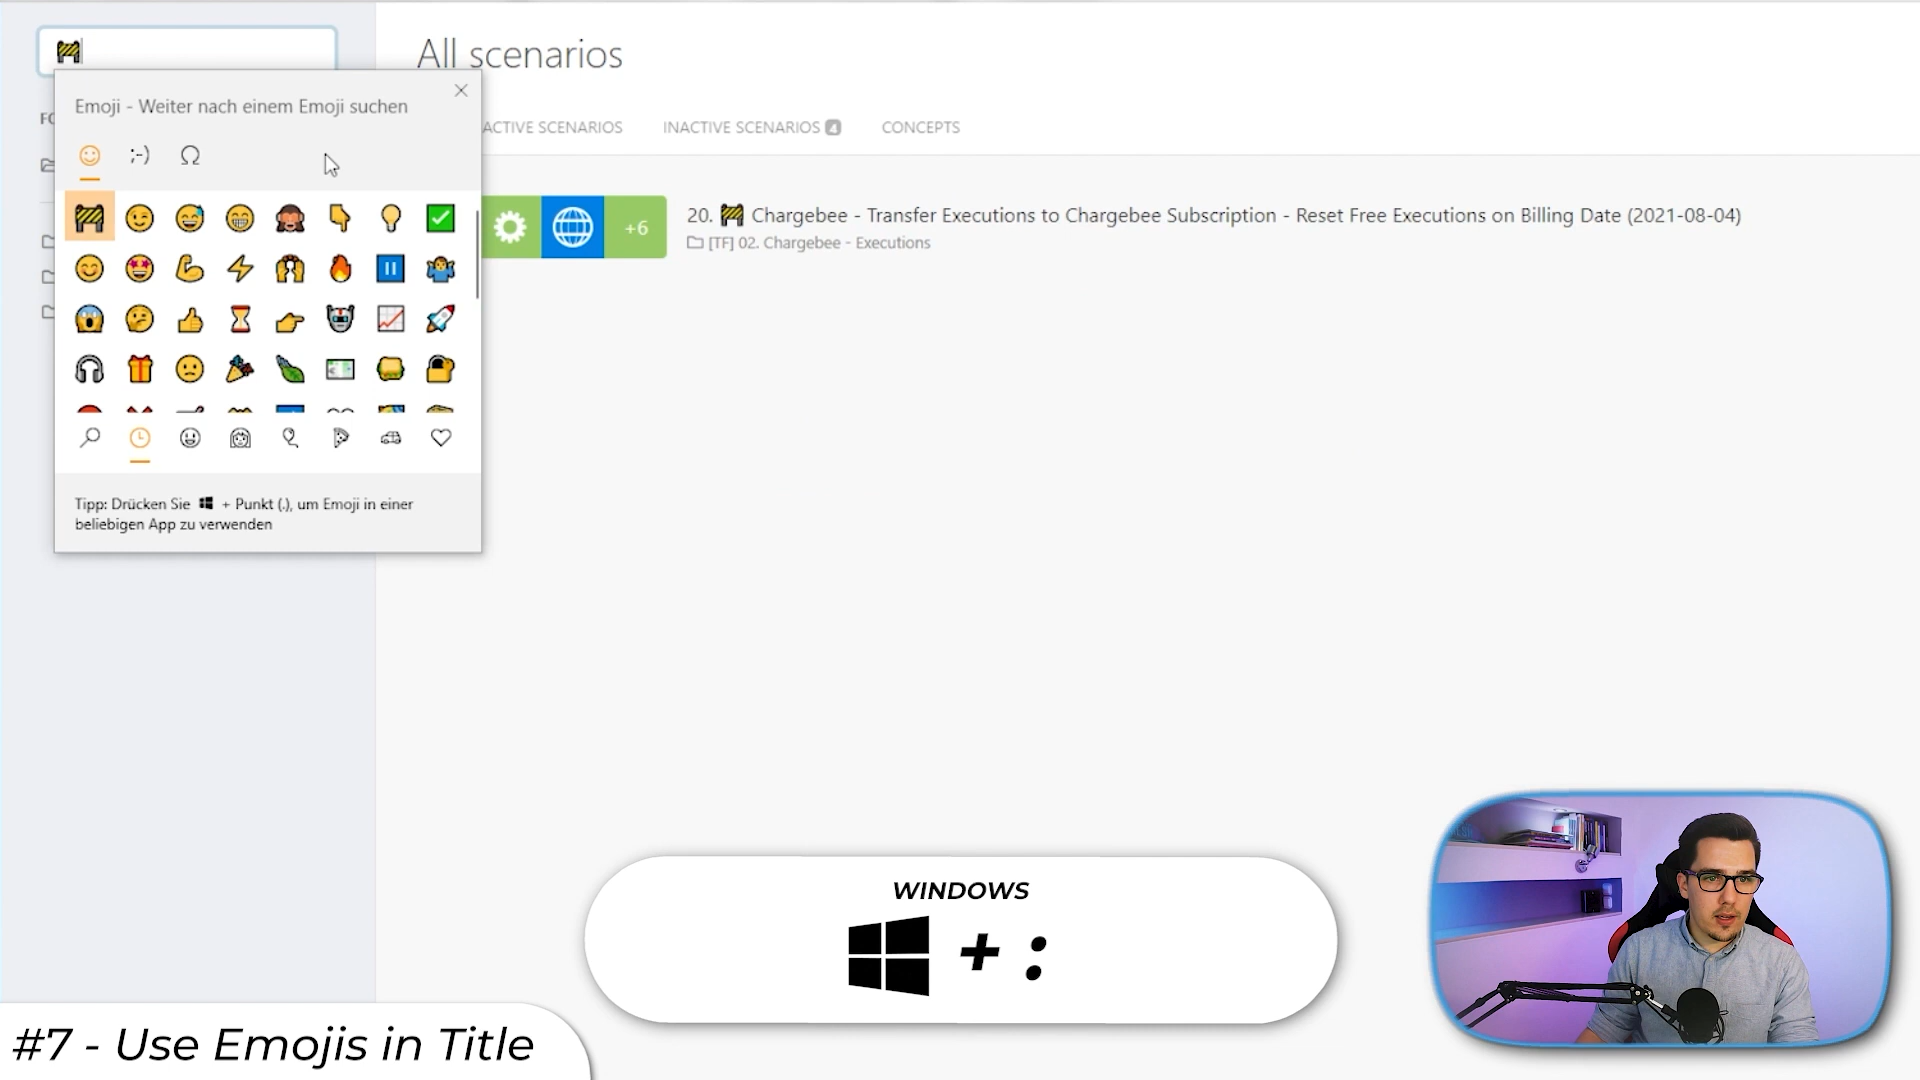 🚧
All scenarios
FO
Emoji - Weiter nach einem Emoji suchen
ACTIVE SCENARIOS
INACTIVE SCENARIOS 4
CONCEPTS
;-)
Ω
+6
20. 🚧 Chargebee - Transfer Executions to Chargebee Subscription - Reset Free Executions on Billing Date (2021-08-04)
[TF] 02. Chargebee - Executions
Tipp: Drücken Sie + Punkt (.), um Emoji in einer
beliebigen App zu verwenden
WINDOWS
+ :
#7 - Use Emojis in Title